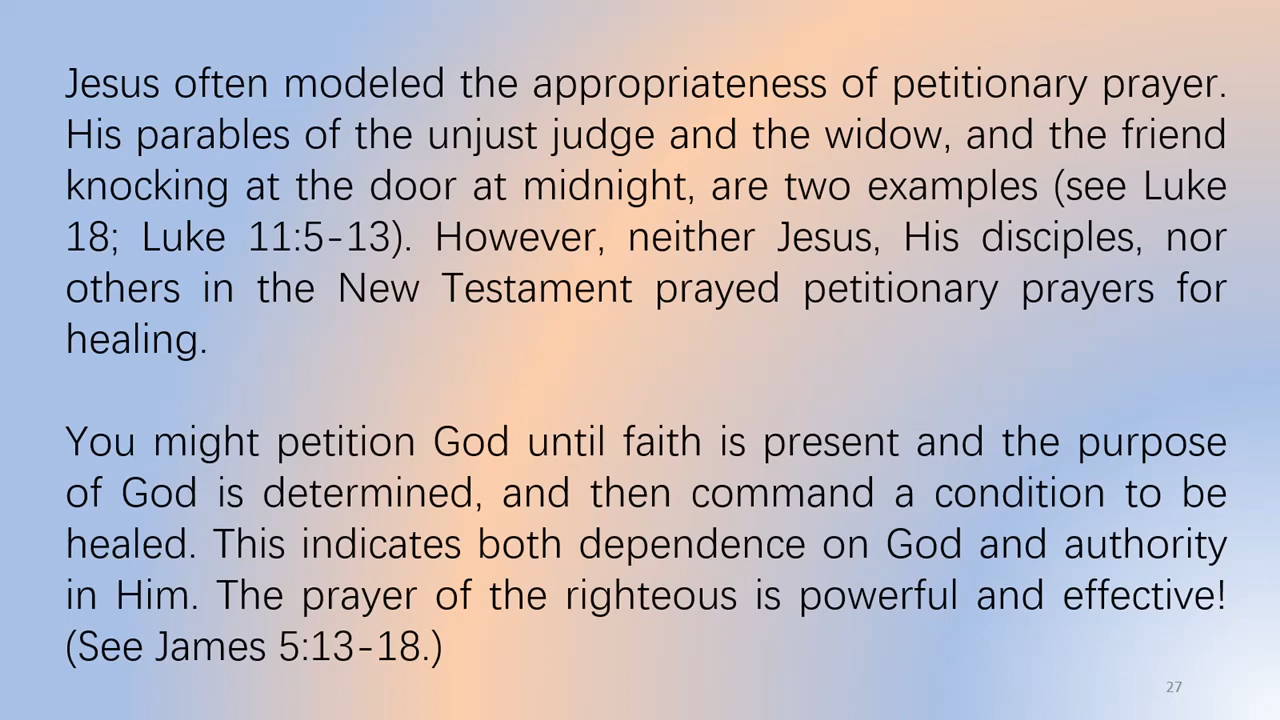 Jesus often modeled the appropriateness of petitionary prayer.
His parables of the unjust judge and the widow, and the friend
knocking at the door at midnight, are two examples (see Luke
18; Luke 11:5-13). However, neither Jesus, His disciples, nor
others in the New Testament prayed petitionary prayers for
healing.
You might petition God until faith is present and the purpose
of God is determined, and then command a condition to be
healed. This indicates both dependence on God and authority
in Him. The prayer of the righteous is powerful and effective!
(See James 5:13-18.)
27